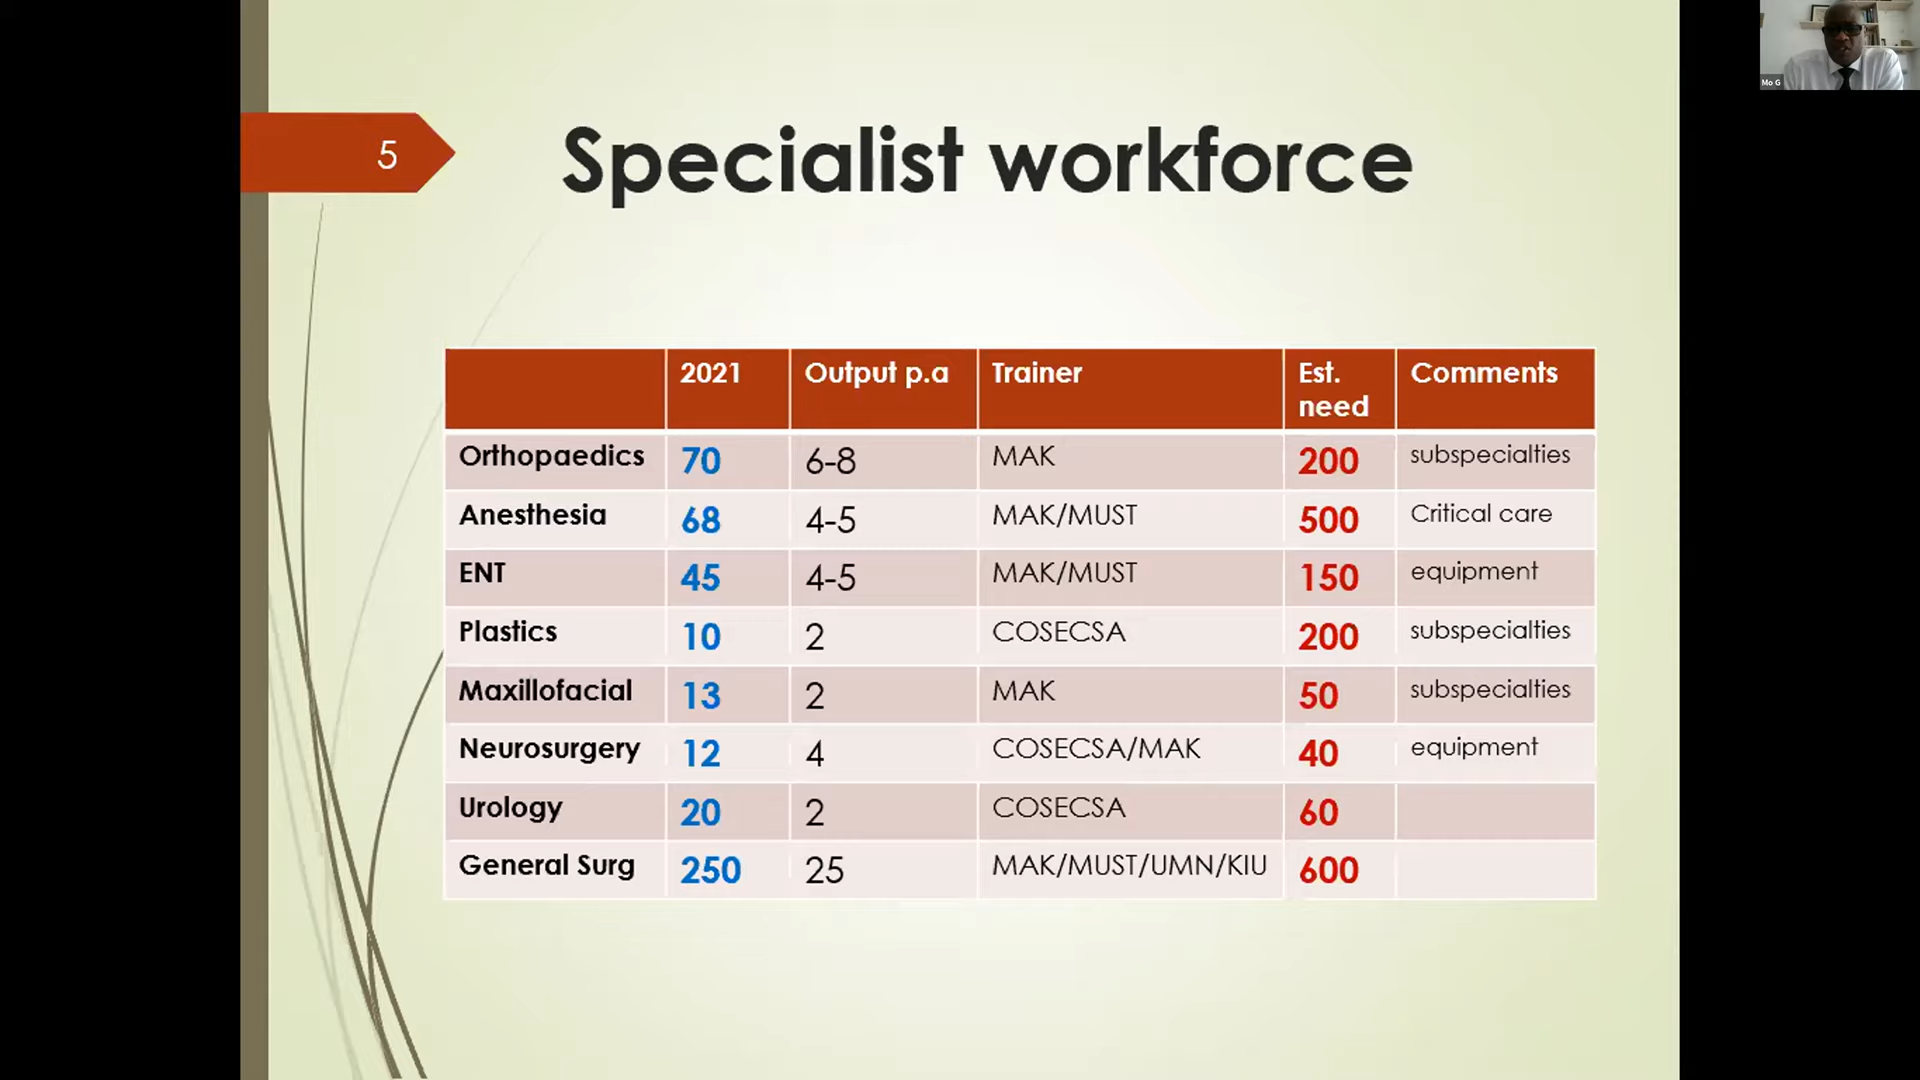 5
Specialist workforce
2021 Output p.a Trainer Est. need Comments
Orthopaedics 70 6-8 MAK 200 subspecialties
Anesthesia 68 4-5 MAK/MUST 500 Critical care
ENT 45 4-5 MAK/MUST 150 equipment
Plastics 10 2 COSECSA 200 subspecialties
Maxillofacial 13 2 MAK 50 subspecialties
Neurosurgery 12 4 COSECSA/MAK 40 equipment
Urology 20 2 COSECSA 60
General Surg 250 25 MAK/MUST/UMN/KIU 600
Mo G